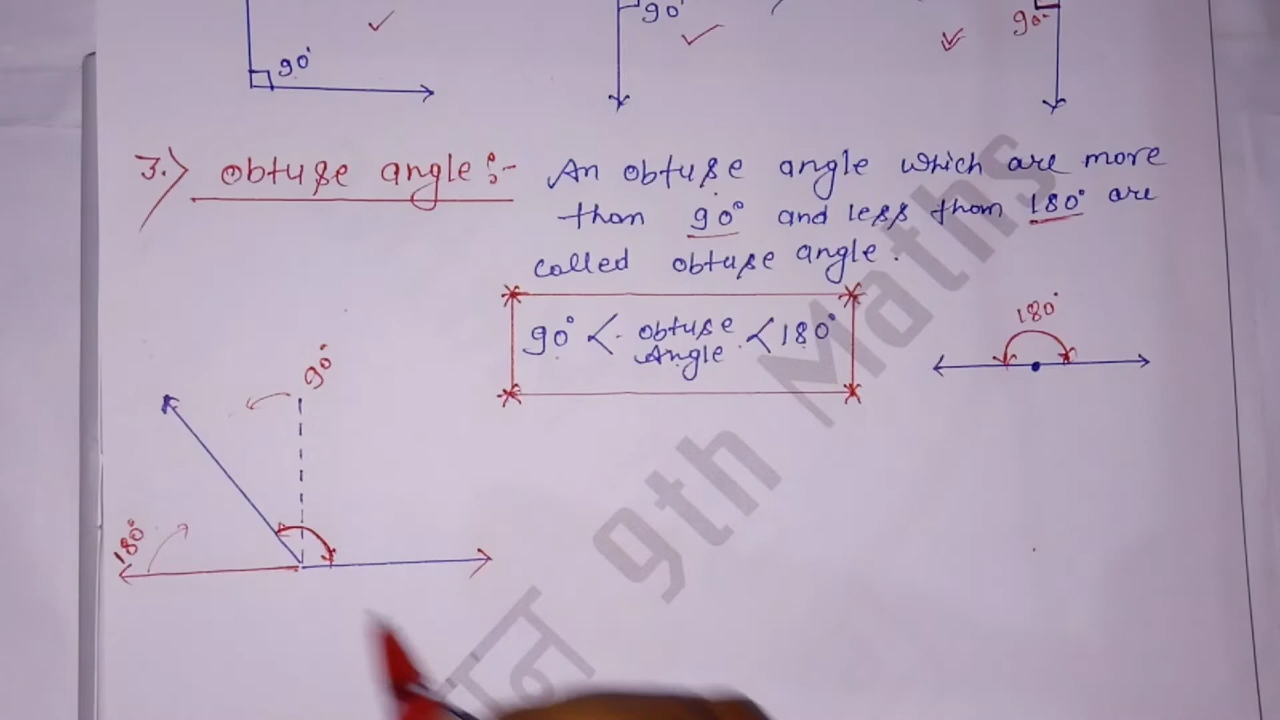 90°
90°
90°
3.) obtuse angle:- An obtuse angle which are more
than 90° and less than 180° are
called obtuse angle.
90° < obtuse Angle < 180°
180°
90°
180°
9th Maths